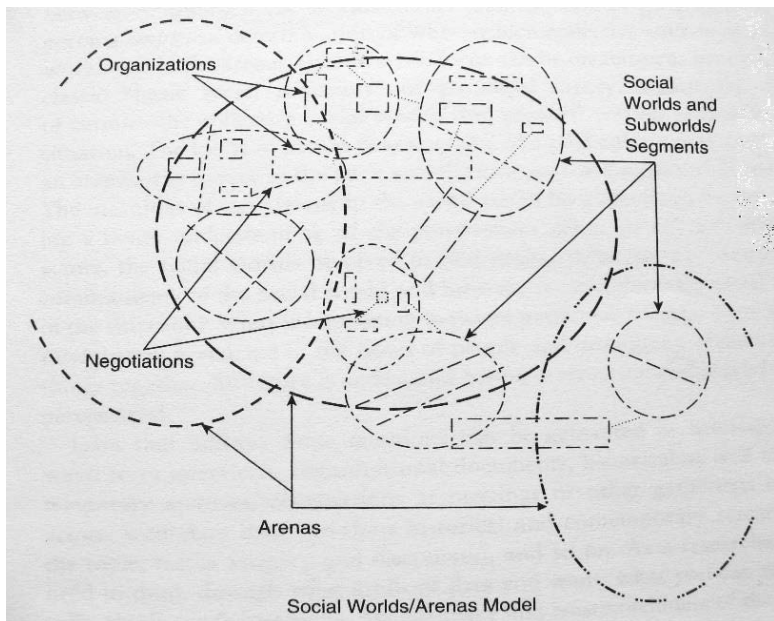 Organizations
Social
Worlds and
Subworlds/
Segments
Negotiations
Arenas
Social Worlds/Arenas Model